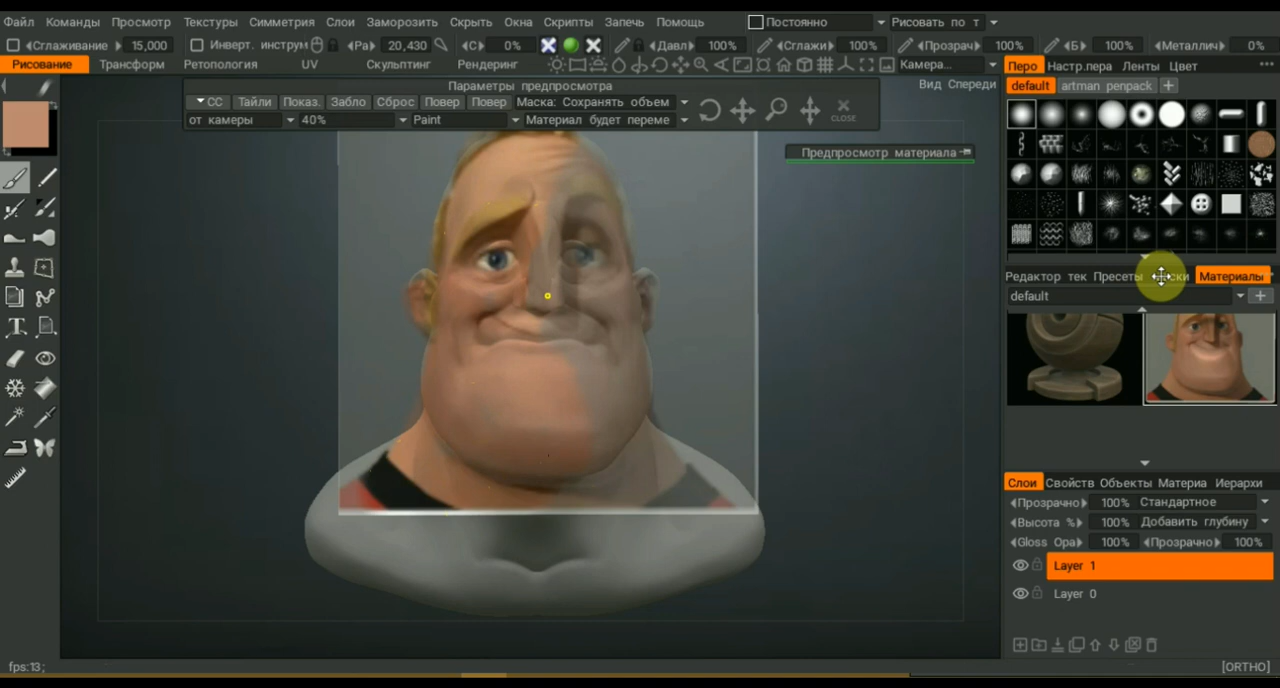 Файл Команды Просмотр Текстуры Симметрия Слои Заморозить Скрыть Окна Скрипты Запечь Помощь Постоянно Рисовать по т
Сглаживание 15,000 Инверт. инструм Ра 20,430 С 0% Давл 100% Сглажи 100% Прозрач 100% Б 100% Металлич 0%
Рисование Трансформ Ретопология UV Скульптинг Рендеринг Камера...
Перо Настр.пера Ленты Цвет
default artman penpack
Параметры предпросмотра
СС Тайли Показ. Забло Сброс Повер Повер Маска: Сохранять объем
от камеры 40% Paint Материал будет переме
CLOSE
Вид Спереди
Предпросмотр материала
Редактор тек Пресеты ски Материалы
default
Слои Свойств Объекты Материа Иерархи
Прозрачно 100% Стандартное
Высота % 100% Добавить глубину
Gloss Opa 100% Прозрачно 100%
Layer 1
Layer 0
fps:13;
[ORTHO]